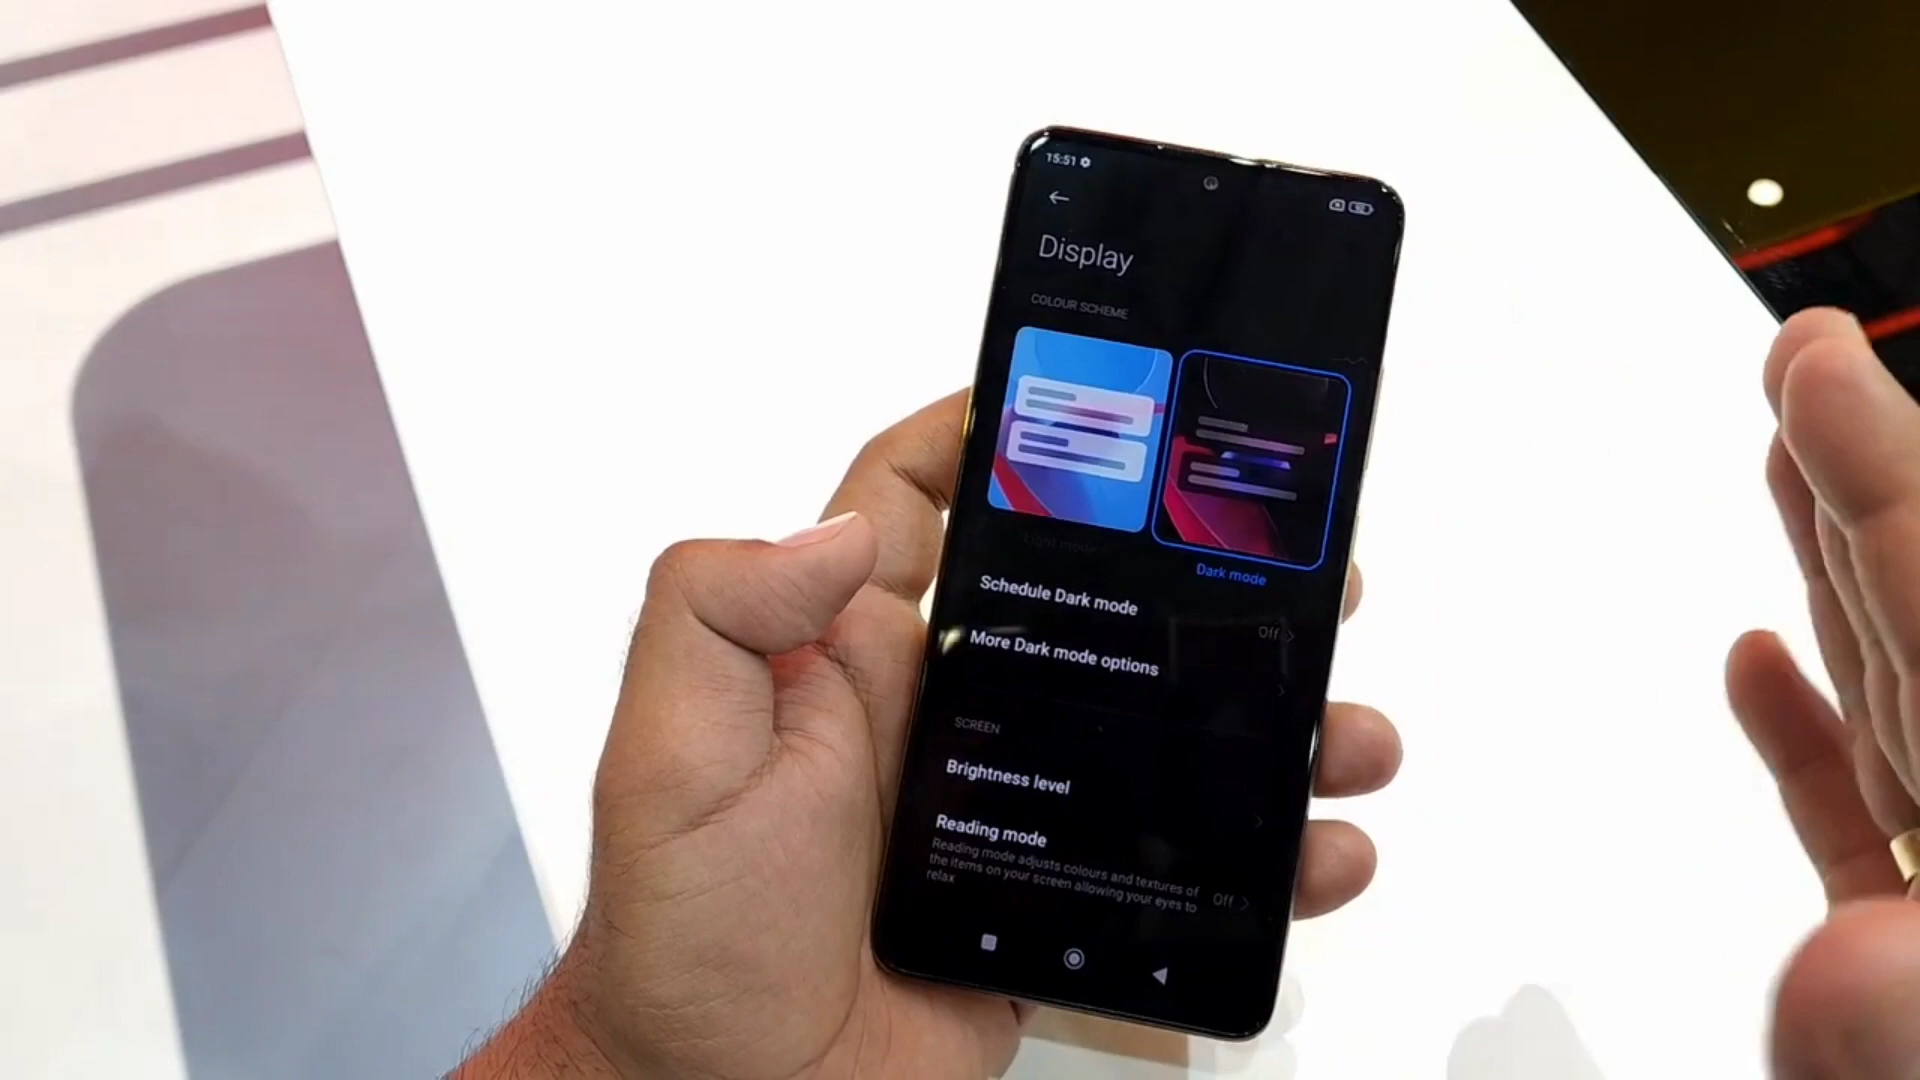 15:51
Display
COLOUR SCHEME
Light mode
Dark mode
Schedule Dark mode
Off
More Dark mode options
SCREEN
Brightness level
Reading mode
Reading mode adjusts colours and textures of
the items on your screen allowing your eyes to
relax
Off